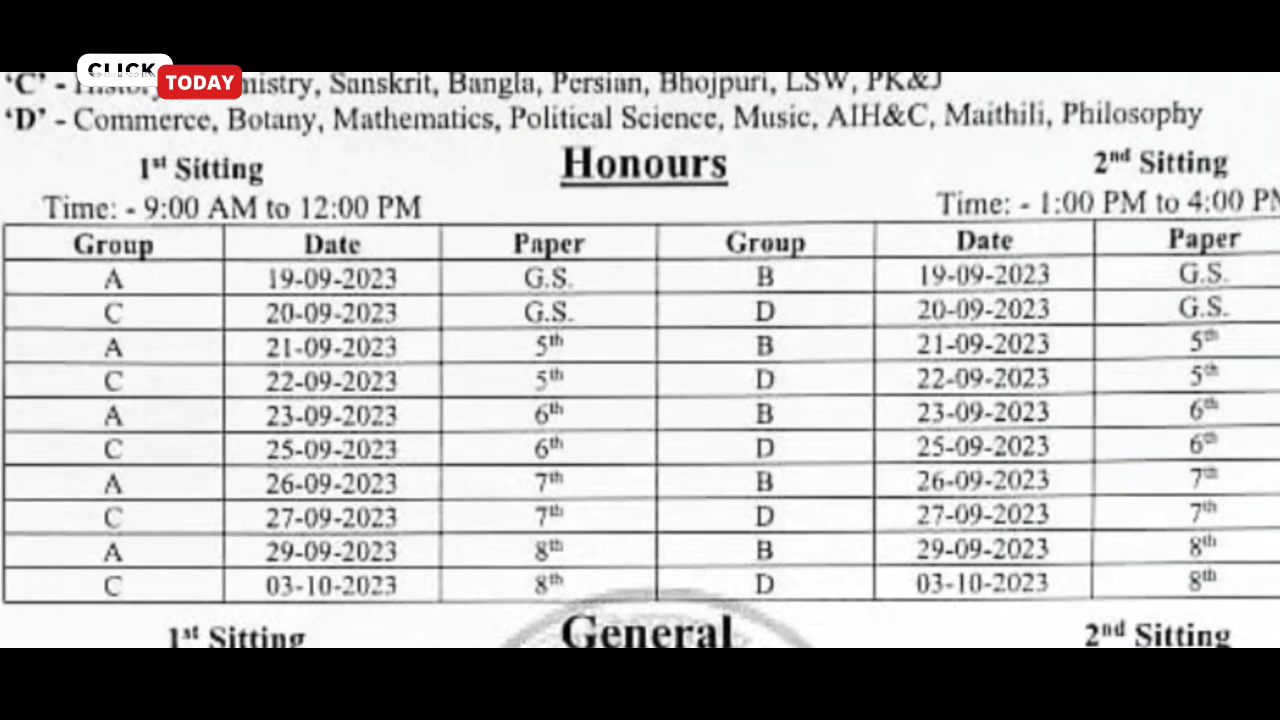 CLICK
TODAY
'C' - History, Chemistry, Sanskrit, Bangla, Persian, Bhojpuri, LSW, PK&J
'D' - Commerce, Botany, Mathematics, Political Science, Music, AIH&C, Maithili, Philosophy
1st Sitting Honours 2nd Sitting
Time: - 9:00 AM to 12:00 PM Time: - 1:00 PM to 4:00 PM
Group Date Paper Group Date Paper
A 19-09-2023 G.S. B 19-09-2023 G.S.
C 20-09-2023 G.S. D 20-09-2023 G.S.
A 21-09-2023 5th B 21-09-2023 5th
C 22-09-2023 5th D 22-09-2023 5th
A 23-09-2023 6th B 23-09-2023 6th
C 25-09-2023 6th D 25-09-2023 6th
A 26-09-2023 7th B 26-09-2023 7th
C 27-09-2023 7th D 27-09-2023 7th
A 29-09-2023 8th B 29-09-2023 8th
C 03-10-2023 8th D 03-10-2023 8th
1st Sitting General 2nd Sitting